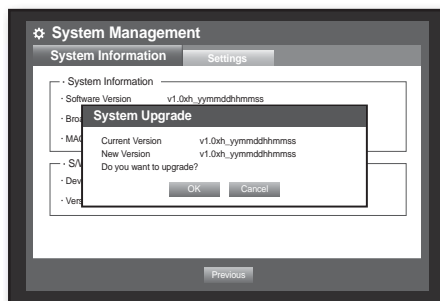 System Management
System Information
Settings
· System Information
· Software Version v1.0xh_yymmddhhmmss
System Upgrade
Current Version v1.0xh_yymmddhhmmss
New Version v1.0xh_yymmddhhmmss
Do you want to upgrade?
OK Cancel
Previous